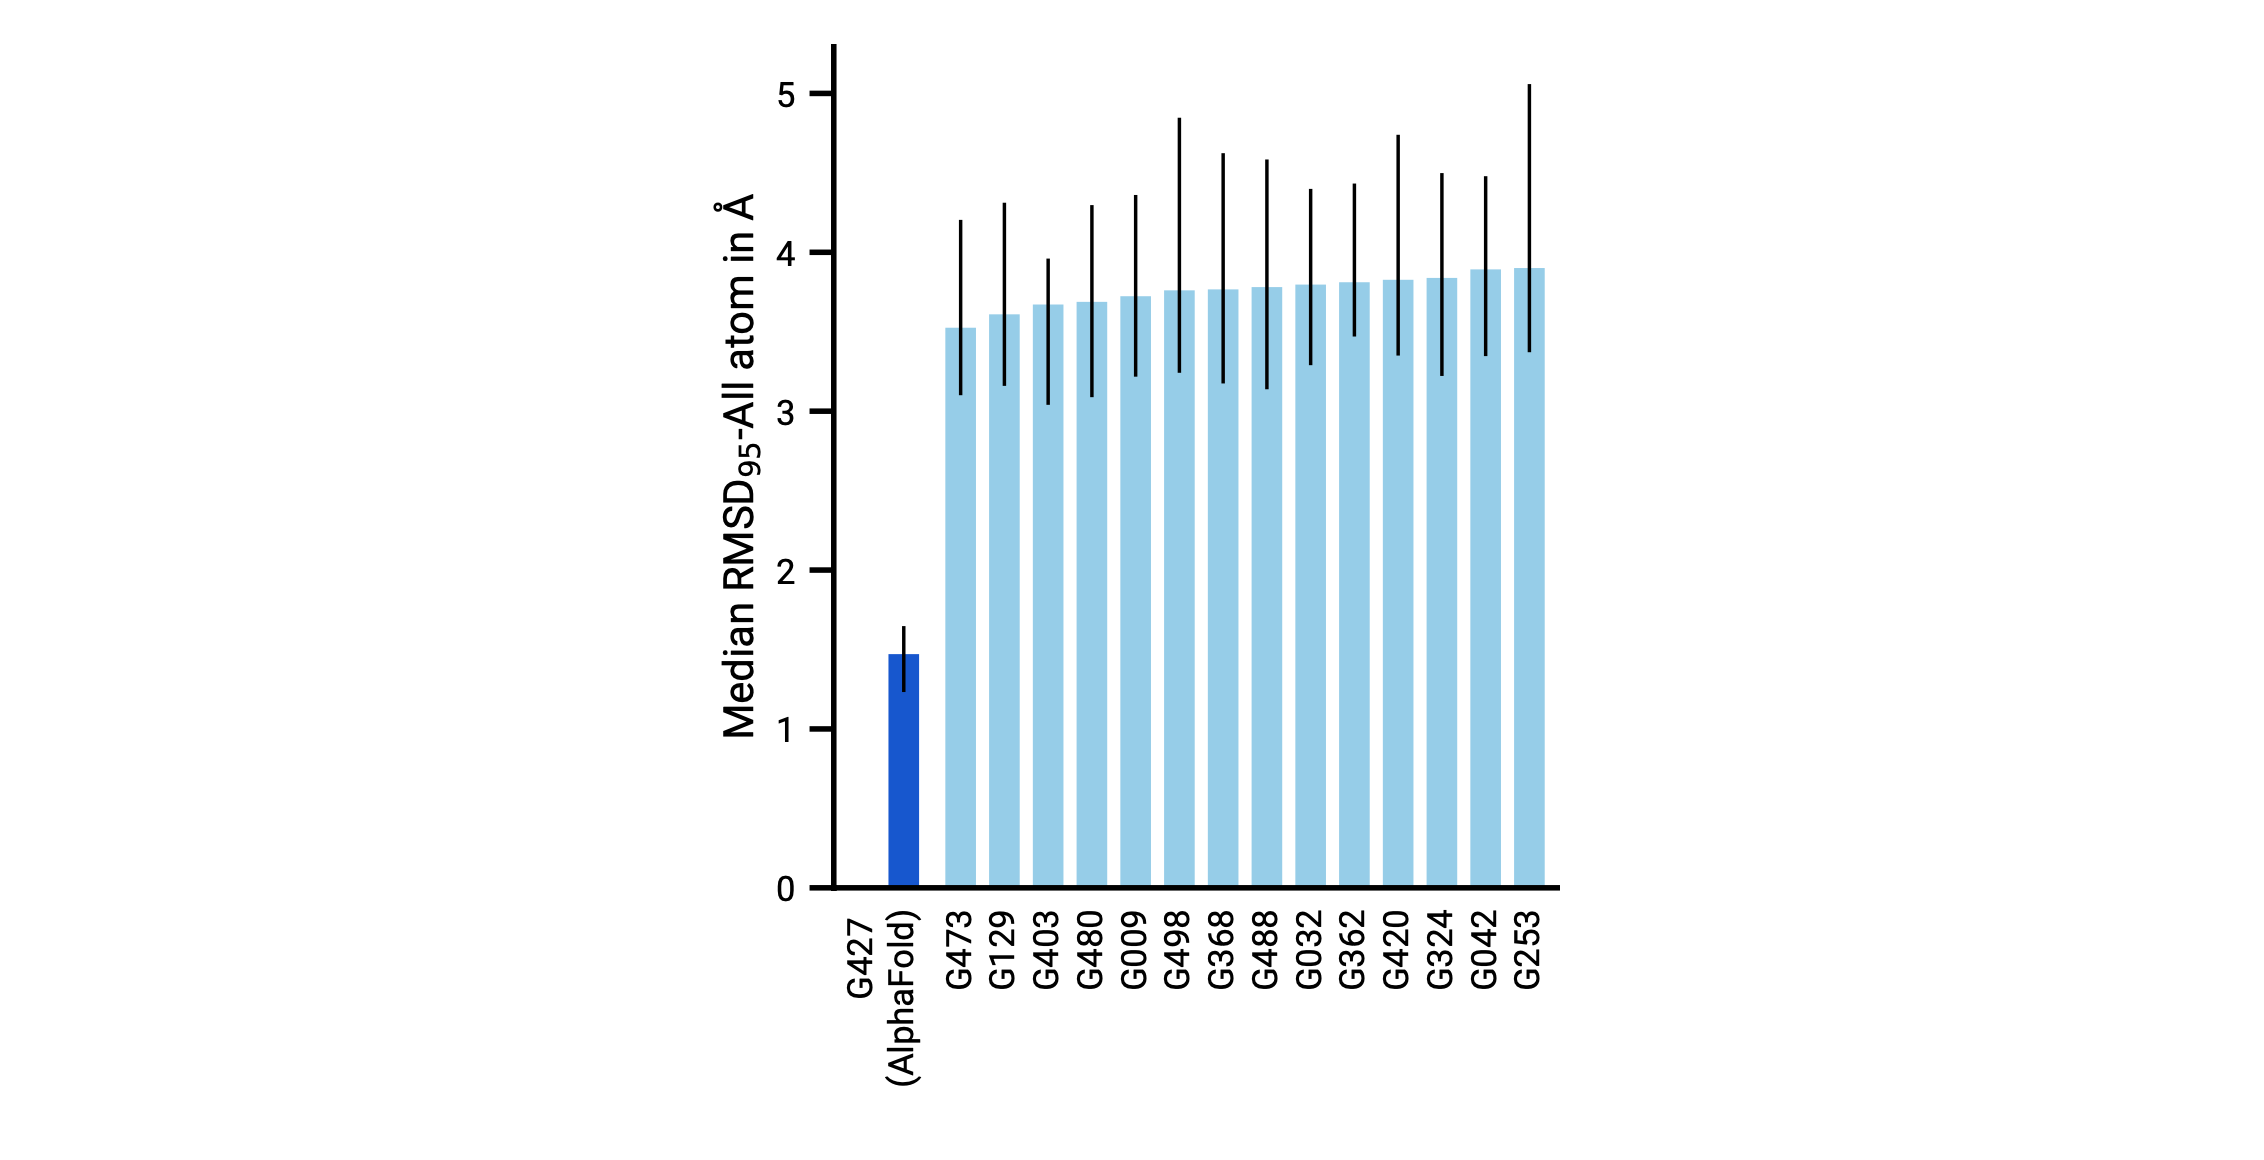 Median RMSD₉₅-All atom in Å
5
4
3
2
1
0
G427
(AlphaFold)
G473
G129
G403
G480
G009
G498
G368
G488
G032
G362
G420
G324
G042
G253